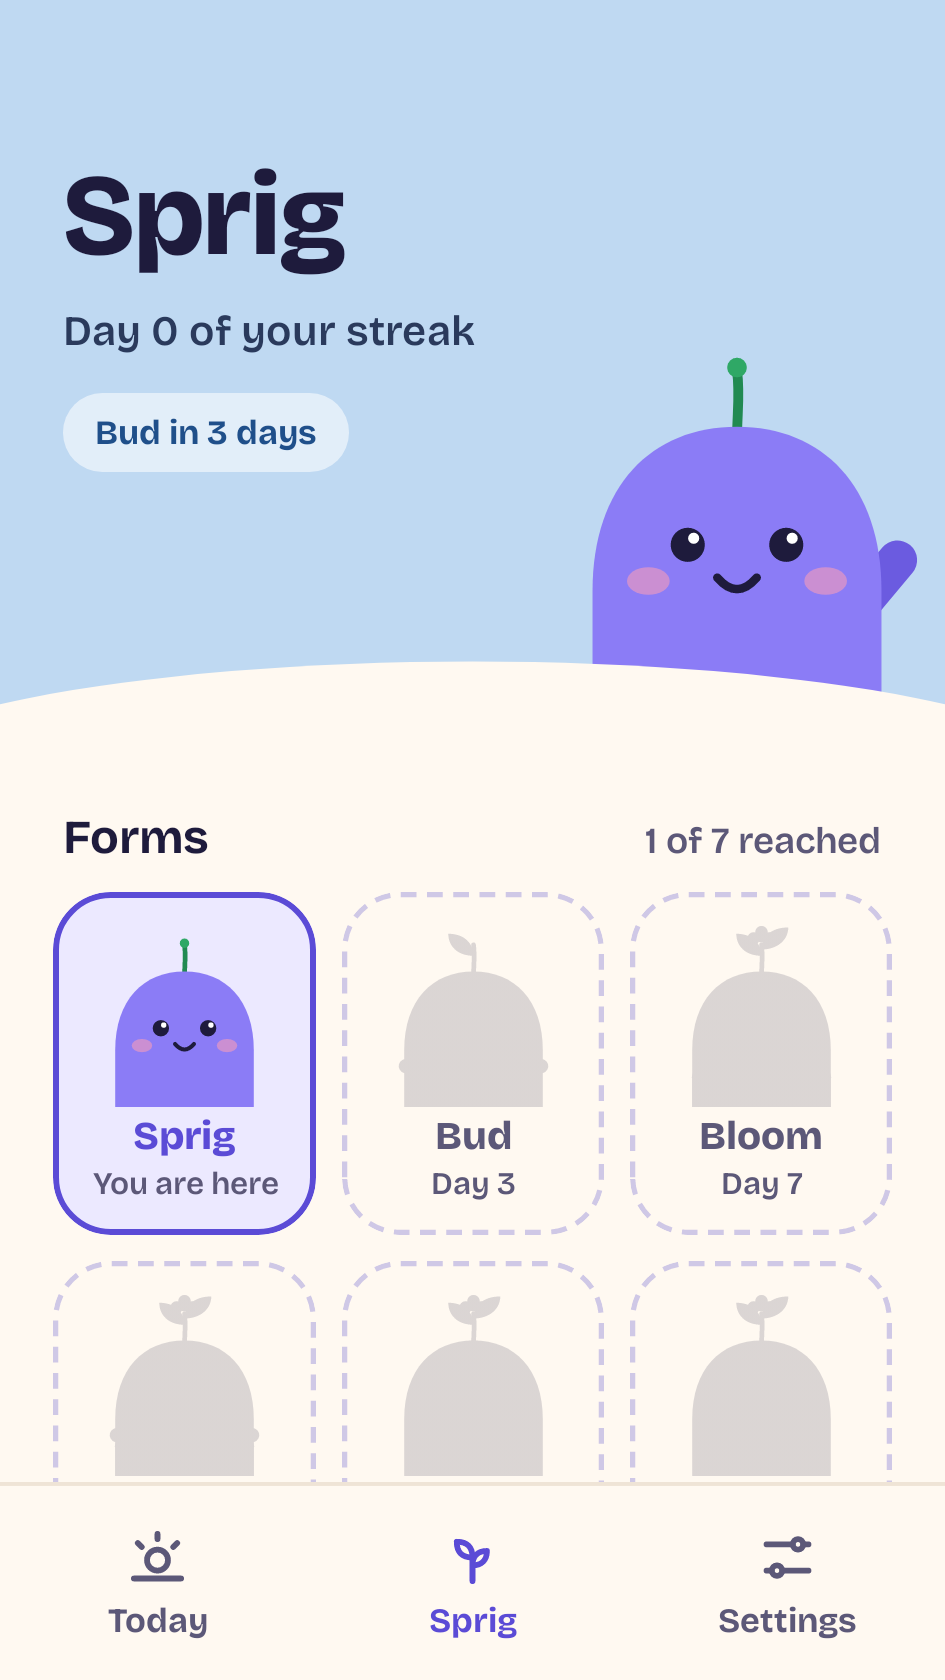 Sprig
Day 0 of your streak
Bud in 3 days
Forms
1 of 7 reached
Sprig
You are here
Bud
Day 3
Bloom
Day 7
Today
Sprig
Settings